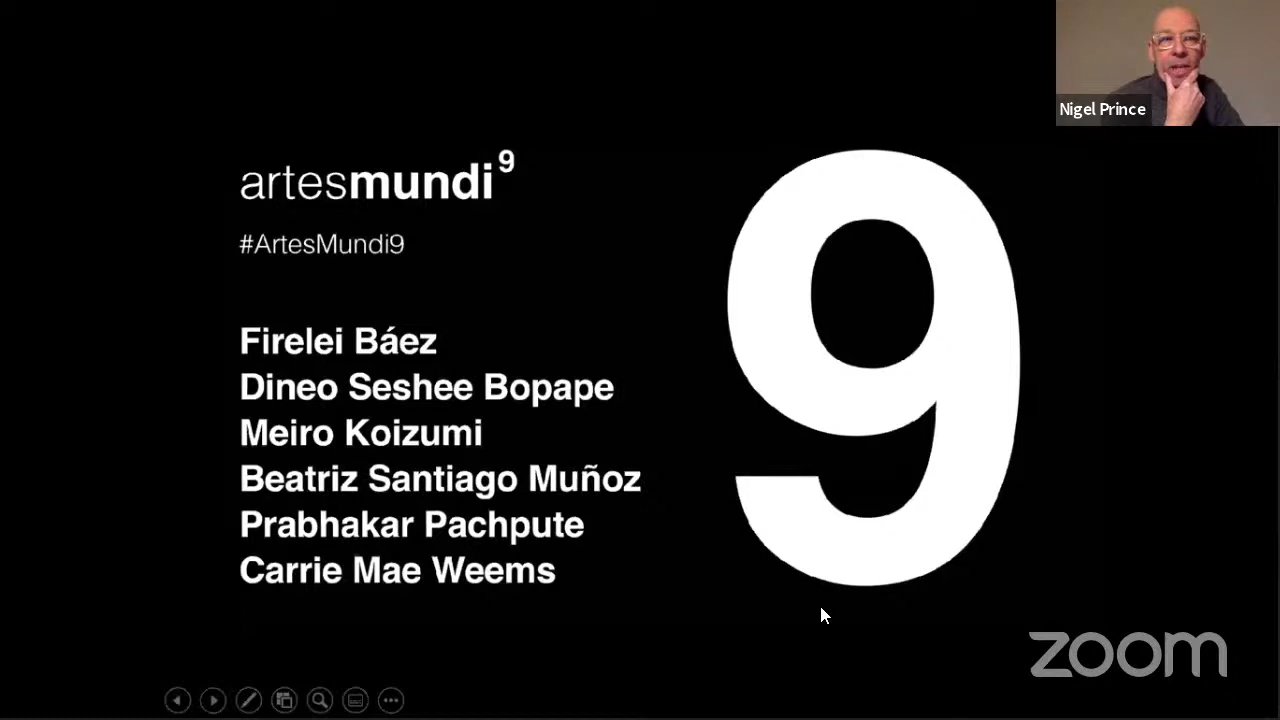 Nigel Prince
artesmundi⁹
#ArtesMundi9
Firelei Báez
Dineo Seshee Bopape
Meiro Koizumi
Beatriz Santiago Muñoz
Prabhakar Pachpute
Carrie Mae Weems
9
zoom